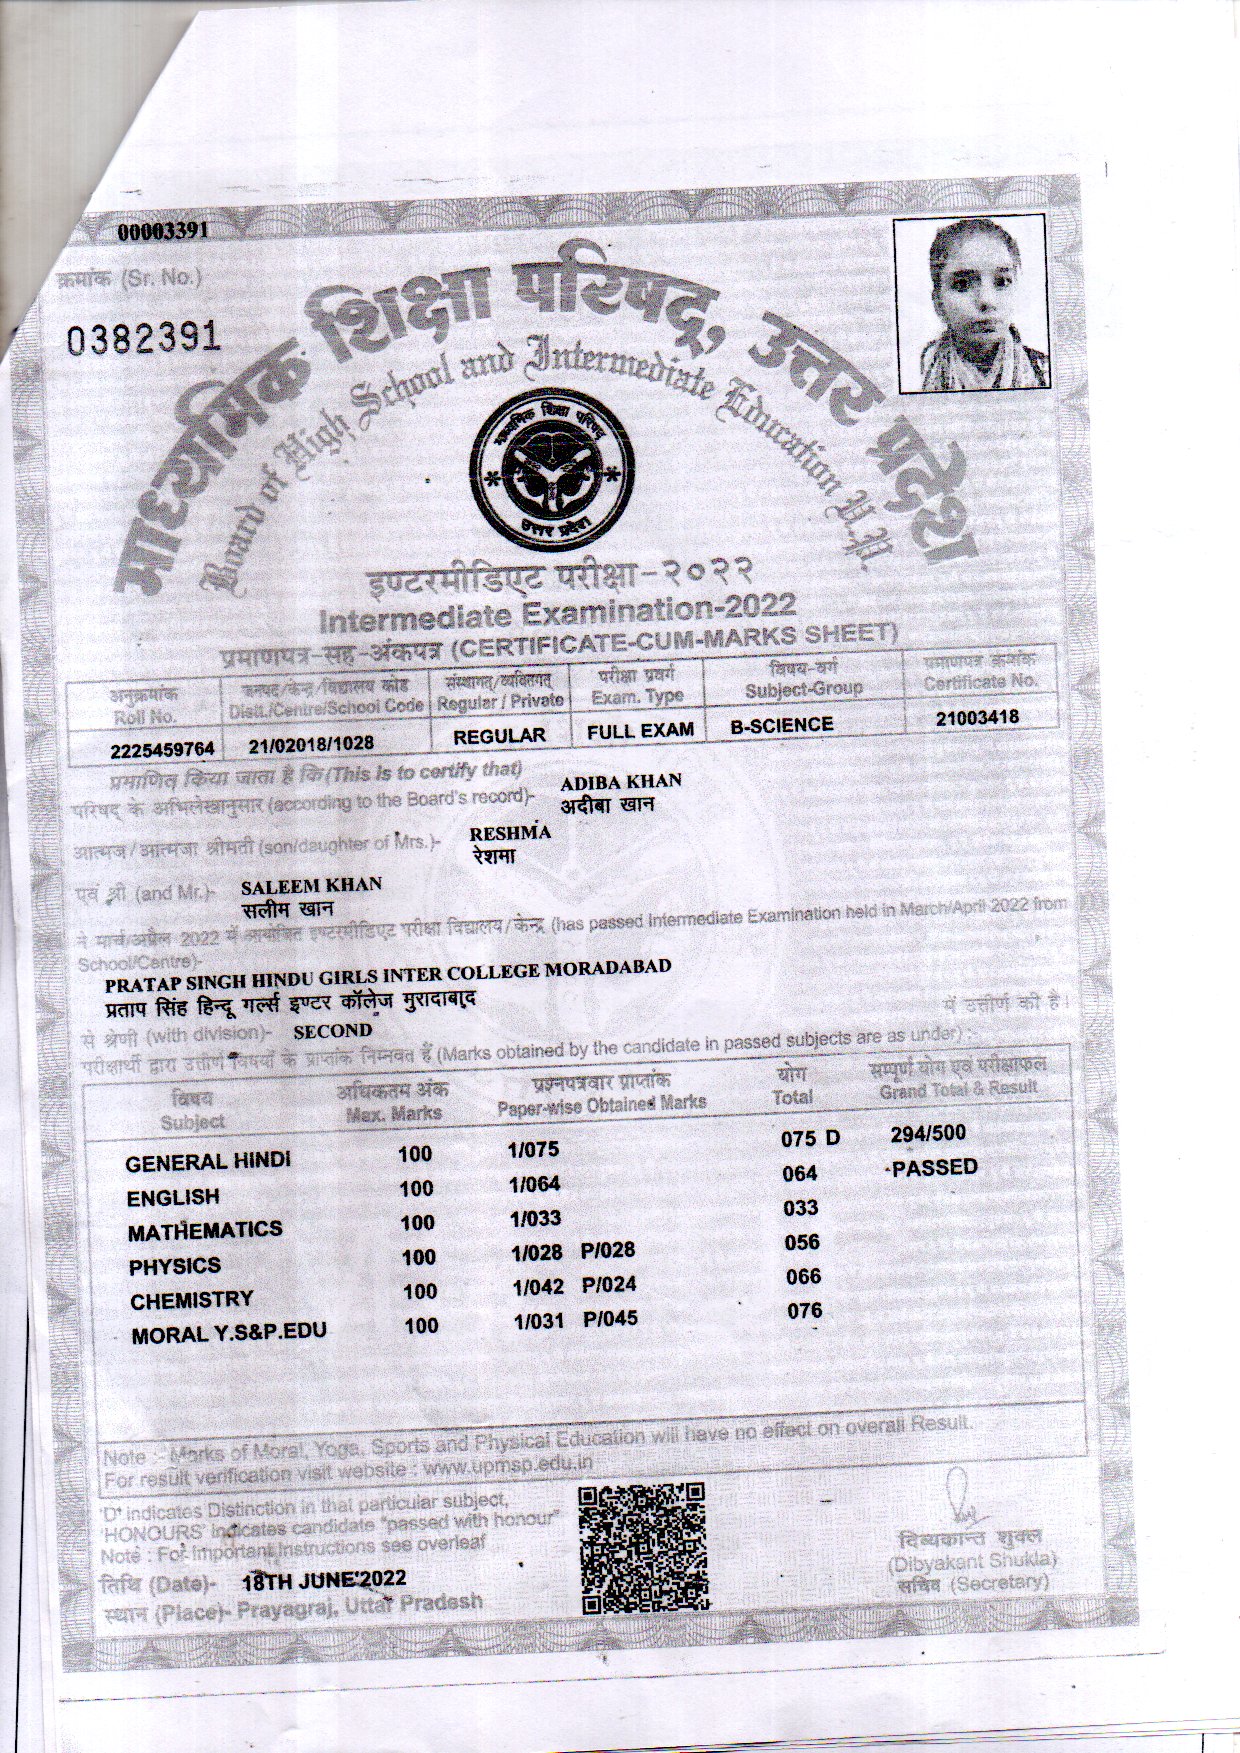 00003391
क्रमांक (Sr. No.)
0382391
माध्यमिक शिक्षा परिषद्, उत्तर प्रदेश
Board of High School and Intermediate Education U.P.
माध्यमिक शिक्षा परिषद्
उत्तर प्रदेश
इण्टरमीडिएट परीक्षा-२०२२
Intermediate Examination-2022
प्रमाणपत्र-सह-अंकपत्र (CERTIFICATE-CUM-MARKS SHEET)
अनुक्रमांक जनपद/केन्द्र/विद्यालय कोड संस्थागत्/व्यक्तिगत् परीक्षा प्रवर्ग विषय-वर्ग प्रमाणपत्र क्रमांक
Roll No. Distt./Centre/School Code Regular / Private Exam. Type Subject-Group Certificate No.
2225459764 21/02018/1028 REGULAR FULL EXAM B-SCIENCE 21003418
प्रमाणित किया जाता है कि (This is to certify that)
परिषद् के अभिलेखानुसार (according to the Board's record)- ADIBA KHAN
अदीबा खान
आत्मज/आत्मजा श्रीमती (son/daughter of Mrs.)- RESHMA
रेशमा
एवं श्री (and Mr.)- SALEEM KHAN
सलीम खान
ने मार्च/अप्रैल 2022 में आयोजित इण्टरमीडिएट परीक्षा विद्यालय/केन्द्र (has passed Intermediate Examination held in March/April 2022 from
School/Centre)-
PRATAP SINGH HINDU GIRLS INTER COLLEGE MORADABAD
प्रताप सिंह हिन्दू गर्ल्स इण्टर कॉलेज मुरादाबाद में उत्तीर्ण की है।
से श्रेणी (with division)- SECOND
परीक्षार्थी द्वारा उत्तीर्ण विषयों के प्राप्तांक निम्नवत हैं (Marks obtained by the candidate in passed subjects are as under) :-
विषय अधिकतम अंक प्रश्नपत्रवार प्राप्तांक योग सम्पूर्ण योग एवं परीक्षाफल
Subject Max. Marks Paper-wise Obtained Marks Total Grand Total & Result
GENERAL HINDI 100 1/075 075 D 294/500
ENGLISH 100 1/064 064 PASSED
MATHEMATICS 100 1/033 033
PHYSICS 100 1/028 P/028 056
CHEMISTRY 100 1/042 P/024 066
MORAL Y.S&P.EDU 100 1/031 P/045 076
Note :- Marks of Moral, Yoga, Sports and Physical Education will have no effect on overall Result.
For result verification visit website : www.upmsp.edu.in
'D' indicates Distinction in that particular subject,
'HONOURS' indicates candidate "passed with honour"
Note : For Important Instructions see overleaf
तिथि (Date)- 18TH JUNE'2022
स्थान (Place)- Prayagraj, Uttar Pradesh
दिब्यकान्त शुक्ल
(Dibyakant Shukla)
सचिव (Secretary)